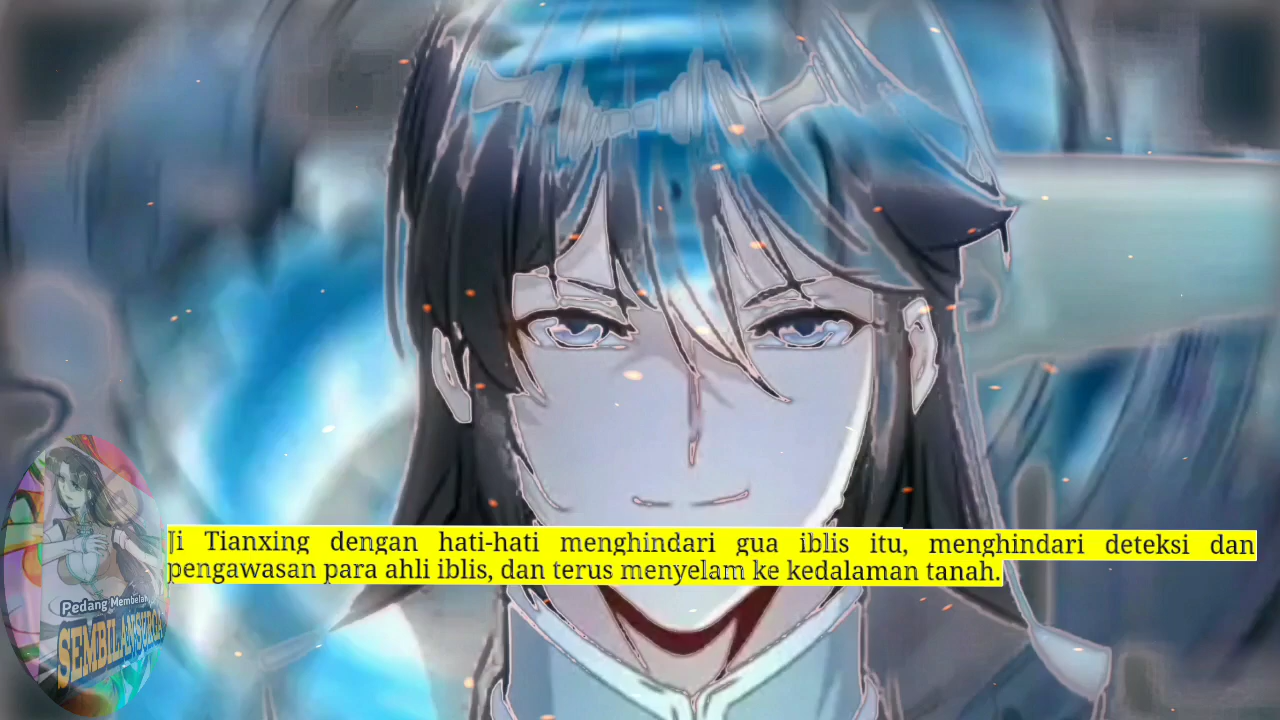 Ji Tianxing dengan hati-hati menghindari gua iblis itu, menghindari deteksi dan
pengawasan para ahli iblis, dan terus menyelam ke kedalaman tanah.
Pedang Membelah
SEMBILAN SURGA